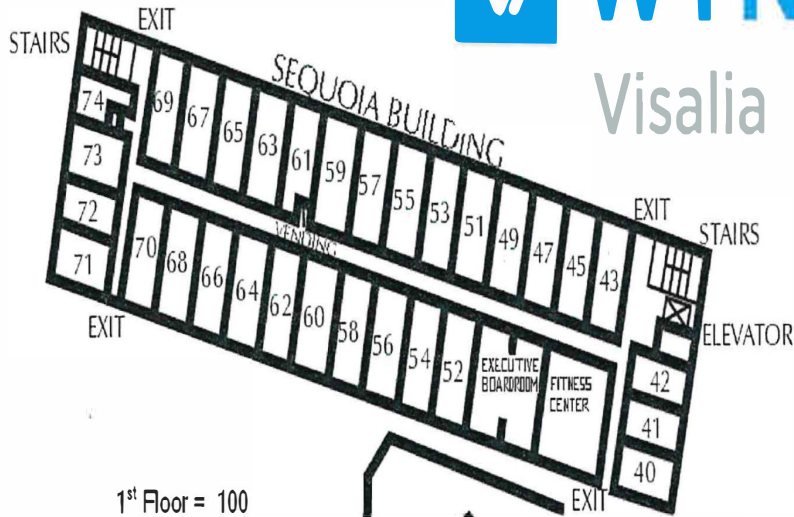 Visalia
EXIT
STAIRS
SEQUOIA BUILDING
74
69
67
65
63
61
59
57
55
53
51
49
47
45
43
EXIT
STAIRS
73
72
71
VENDING
70
68
66
64
62
60
58
56
54
52
EXECUTIVE
BOARDROOM
FITNESS
CENTER
ELEVATOR
42
41
40
EXIT
EXIT
1st Floor = 100